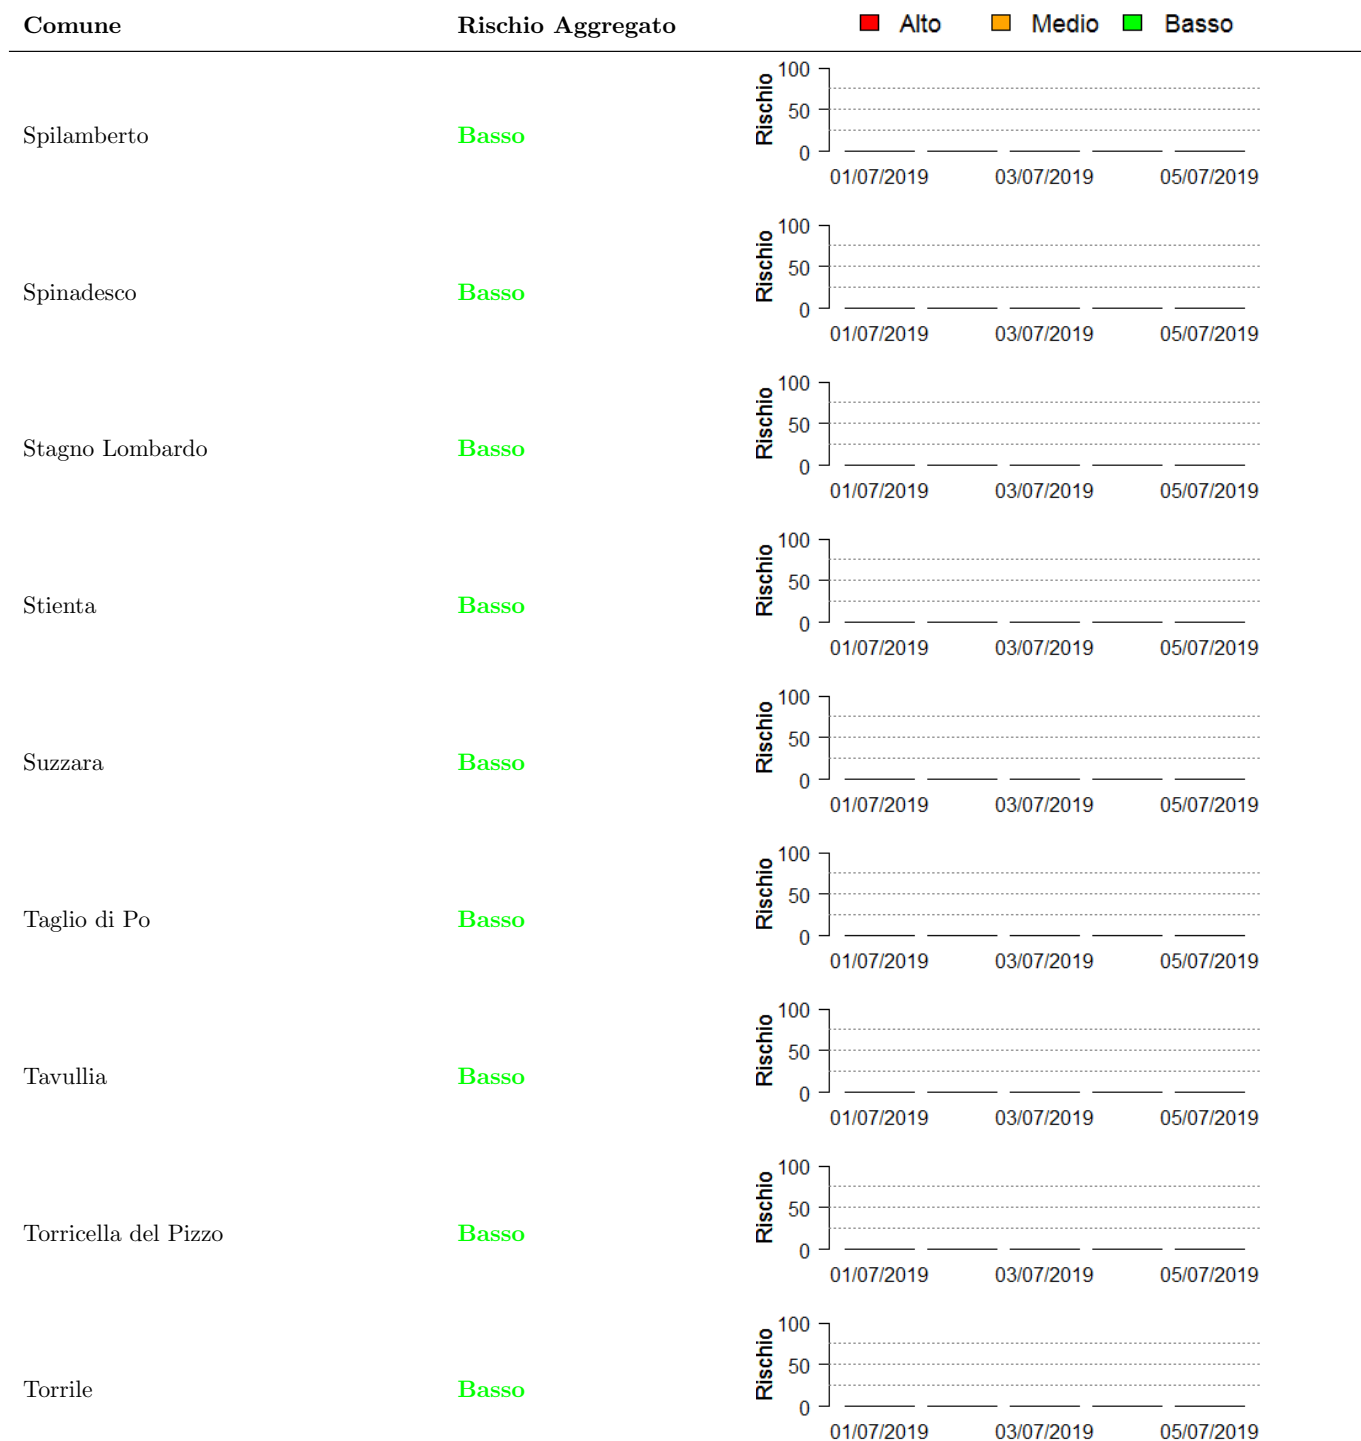 Comune Rischio Aggregato Alto Medio Basso
100
50
0
Rischio
Spilamberto Basso
01/07/2019 03/07/2019 05/07/2019
100
50
0
Rischio
Spinadesco Basso
01/07/2019 03/07/2019 05/07/2019
100
50
0
Rischio
Stagno Lombardo Basso
01/07/2019 03/07/2019 05/07/2019
100
50
0
Rischio
Stienta Basso
01/07/2019 03/07/2019 05/07/2019
100
50
0
Rischio
Suzzara Basso
01/07/2019 03/07/2019 05/07/2019
100
50
0
Rischio
Taglio di Po Basso
01/07/2019 03/07/2019 05/07/2019
100
50
0
Rischio
Tavullia Basso
01/07/2019 03/07/2019 05/07/2019
100
50
0
Rischio
Torricella del Pizzo Basso
01/07/2019 03/07/2019 05/07/2019
100
50
0
Rischio
Torrile Basso
01/07/2019 03/07/2019 05/07/2019